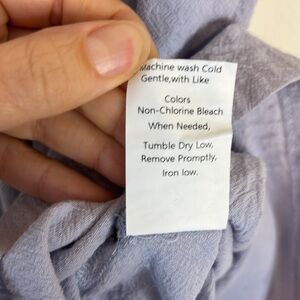 Machine wash Cold
Gentle,with Like
Colors
Non-Chlorine Bleach
When Needed,
Tumble Dry Low,
Remove Promptly,
Iron low.